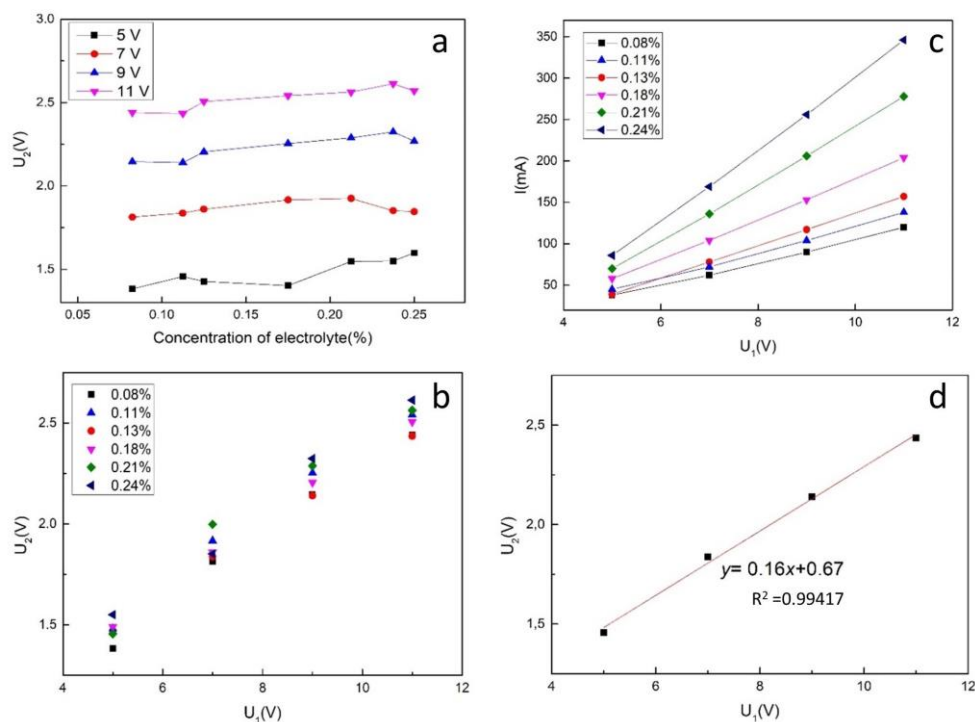 a
5 V
7 V
9 V
11 V
3.0
2.5
2.0
1.5
U2(V)
0.05
0.10
0.15
0.20
0.25
Concentration of electrolyte(%)
c
0.08%
0.11%
0.13%
0.18%
0.21%
0.24%
350
300
250
200
150
100
50
I(mA)
4
6
8
10
12
U1(V)
b
0.08%
0.11%
0.13%
0.18%
0.21%
0.24%
2.5
2.0
1.5
U2(V)
4
6
8
10
12
U1(V)
d
2,5
2,0
1,5
U2(V)
y= 0.16x+0.67
R2 =0.99417
4
6
8
10
12
U1(V)